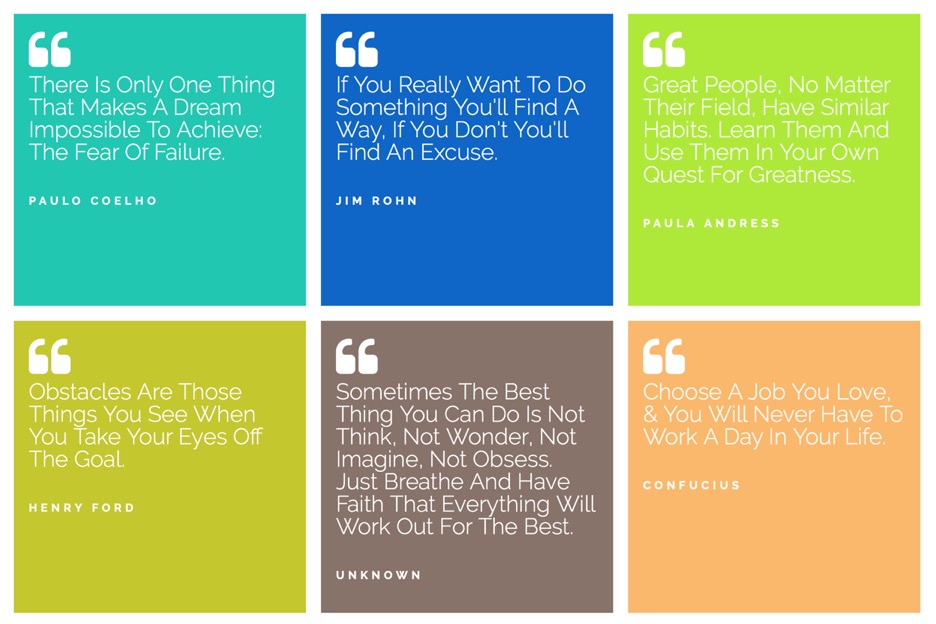 There Is Only One Thing
That Makes A Dream
Impossible To Achieve:
The Fear Of Failure.
PAULO COELHO
If You Really Want To Do
Something You'll Find A
Way, If You Don't You'll
Find An Excuse.
JIM ROHN
Great People, No Matter
Their Field, Have Similar
Habits. Learn Them And
Use Them In Your Own
Quest For Greatness.
PAULA ANDRESS
Obstacles Are Those
Things You See When
You Take Your Eyes Off
The Goal.
HENRY FORD
Sometimes The Best
Thing You Can Do Is Not
Think, Not Wonder, Not
Imagine, Not Obsess.
Just Breathe And Have
Faith That Everything Will
Work Out For The Best.
UNKNOWN
Choose A Job You Love,
& You Will Never Have To
Work A Day In Your Life.
CONFUCIUS